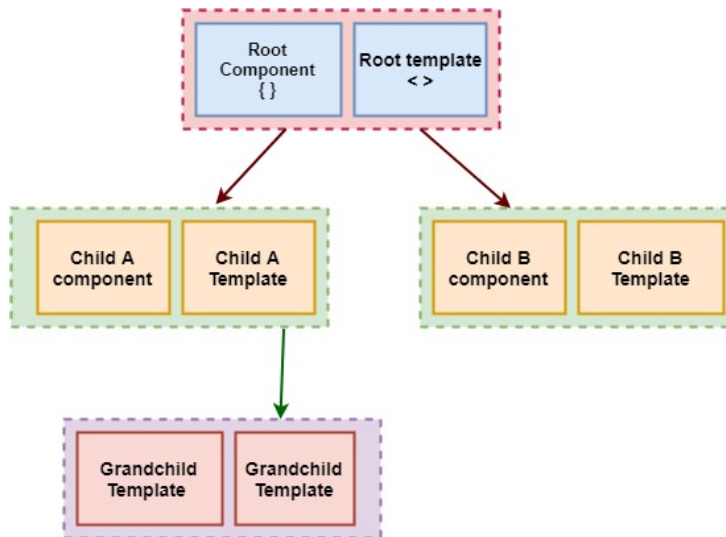 Root
Component
{ }
Root template
< >
Child A
component
Child A
Template
Child B
component
Child B
Template
Grandchild
Template
Grandchild
Template